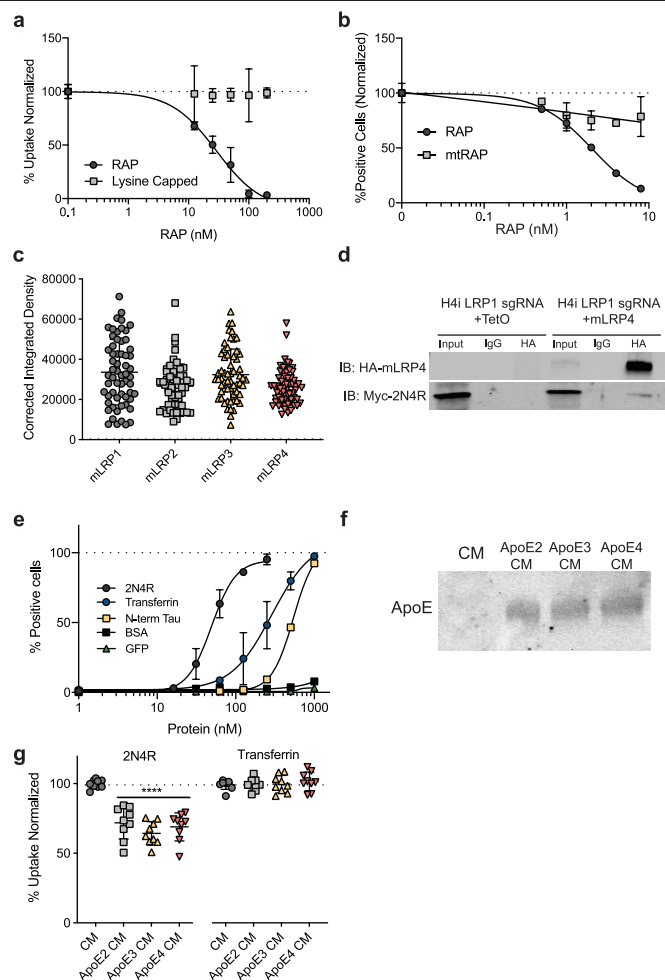 a
150
100
50
0
% Uptake Normalized
0.1
1
10
100
1000
RAP (nM)
RAP
Lysine Capped
b
150
100
50
0
%Positive Cells (Normalized)
0
0.1
1
10
RAP (nM)
RAP
mtRAP
c
80000
60000
40000
20000
0
Corrected Integrated Density
mLRP1
mLRP2
mLRP3
mLRP4
d
H4i LRP1 sgRNA
+TetO
H4i LRP1 sgRNA
+mLRP4
Input
IgG
HA
Input
IgG
HA
IB: HA-mLRP4
IB: Myc-2N4R
e
100
50
0
% Positive cells
2N4R
Transferrin
N-term Tau
BSA
GFP
1
10
100
1000
Protein (nM)
f
CM
ApoE2
CM
ApoE3
CM
ApoE4
CM
ApoE
g
2N4R
Transferrin
****
150
100
50
0
% Uptake Normalized
CM
ApoE2 CM
ApoE3 CM
ApoE4 CM
CM
ApoE2 CM
ApoE3 CM
ApoE4 CM